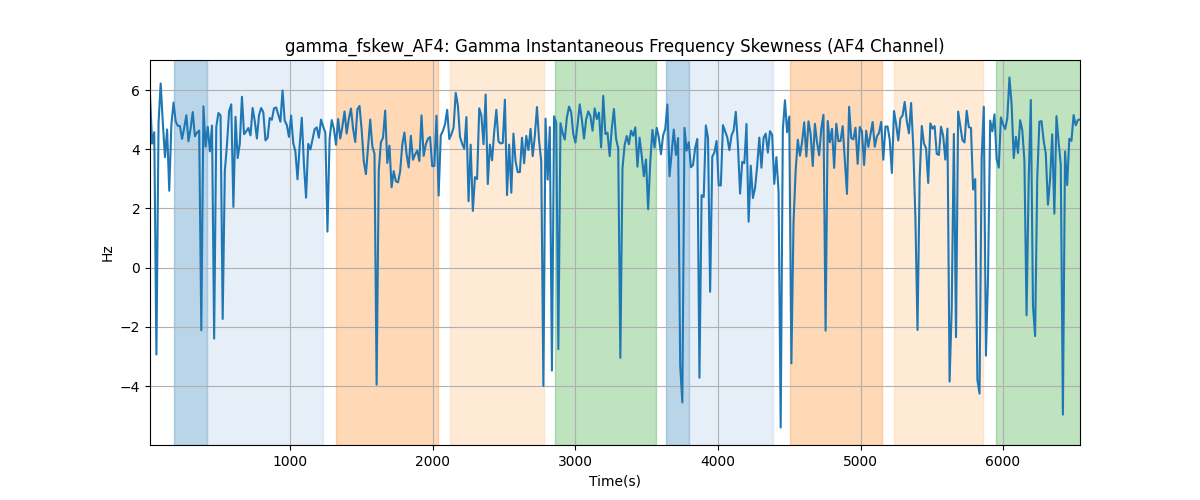 gamma_fskew_AF4: Gamma Instantaneous Frequency Skewness (AF4 Channel)
6
4
2
0
−2
−4
Hz
1000 2000 3000 4000 5000 6000
Time(s)